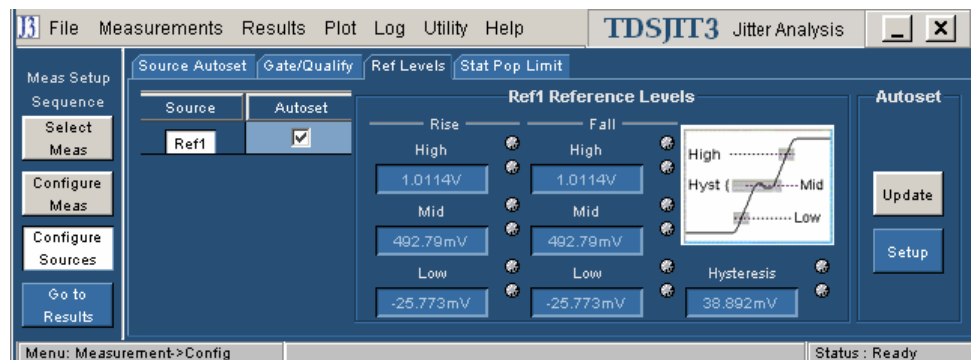 J3 File Measurements Results Plot Log Utility Help TDSJIT3 Jitter Analysis
Meas Setup Sequence
Select Meas
Configure Meas
Configure Sources
Go to Results
Source Autoset Gate/Qualify Ref Levels Stat Pop Limit
Source Autoset
Ref1
Ref1 Reference Levels
Rise Fall
High High
1.0114V 1.0114V
Mid Mid
492.79mV 492.79mV
Low Low
-25.773mV -25.773mV
High
Hyst ( Mid
Low
Hysteresis
38.892mV
Autoset
Update
Setup
Menu: Measurement->Config Status : Ready